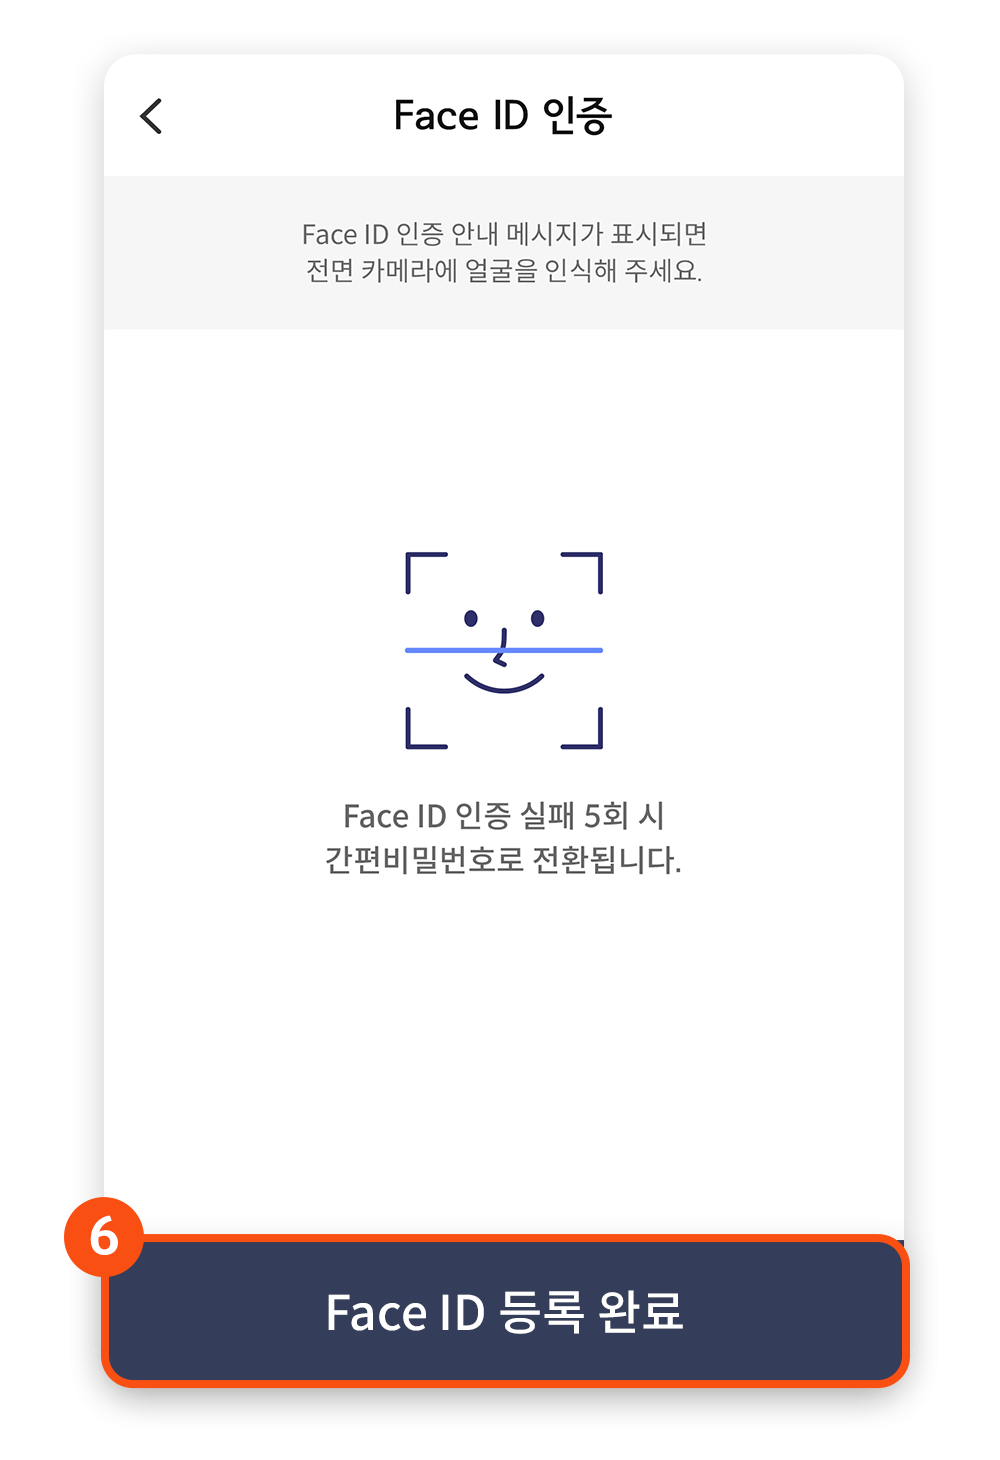 Face ID 인증
Face ID 인증 안내 메시지가 표시되면
전면 카메라에 얼굴을 인식해 주세요.
Face ID 인증 실패 5회 시
간편비밀번호로 전환됩니다.
6
Face ID 등록 완료